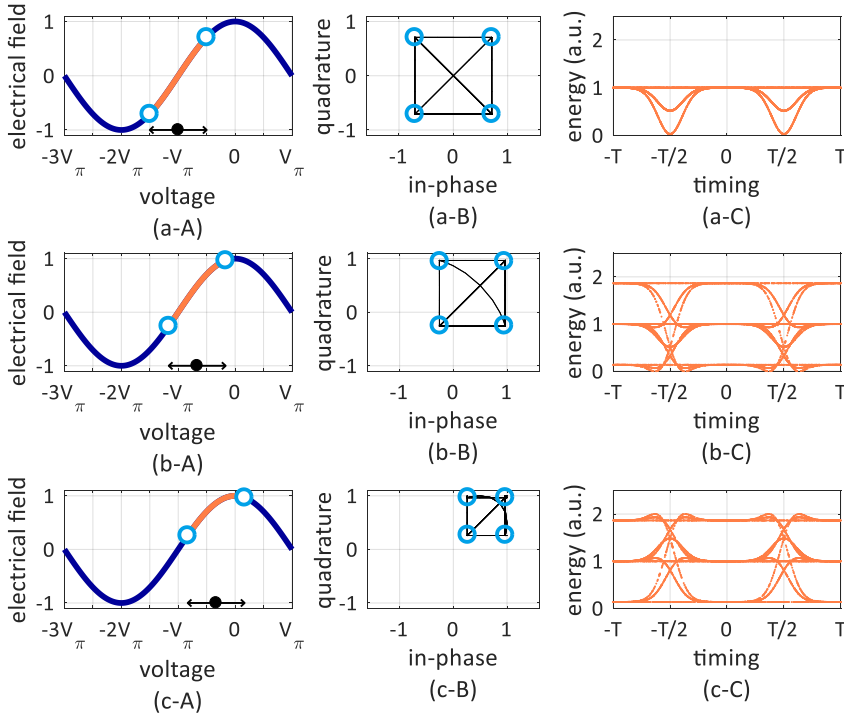 electrical field
1
0
-1
-3Vπ -2Vπ -Vπ 0 Vπ
voltage
(a-A)
quadrature
1
0
-1
-1 0 1
in-phase
(a-B)
energy (a.u.)
2
1
0
-T -T/2 0 T/2 T
timing
(a-C)
electrical field
1
0
-1
-3Vπ -2Vπ -Vπ 0 Vπ
voltage
(b-A)
quadrature
1
0
-1
-1 0 1
in-phase
(b-B)
energy (a.u.)
2
1
0
-T -T/2 0 T/2 T
timing
(b-C)
electrical field
1
0
-1
-3Vπ -2Vπ -Vπ 0 Vπ
voltage
(c-A)
quadrature
1
0
-1
-1 0 1
in-phase
(c-B)
energy (a.u.)
2
1
0
-T -T/2 0 T/2 T
timing
(c-C)